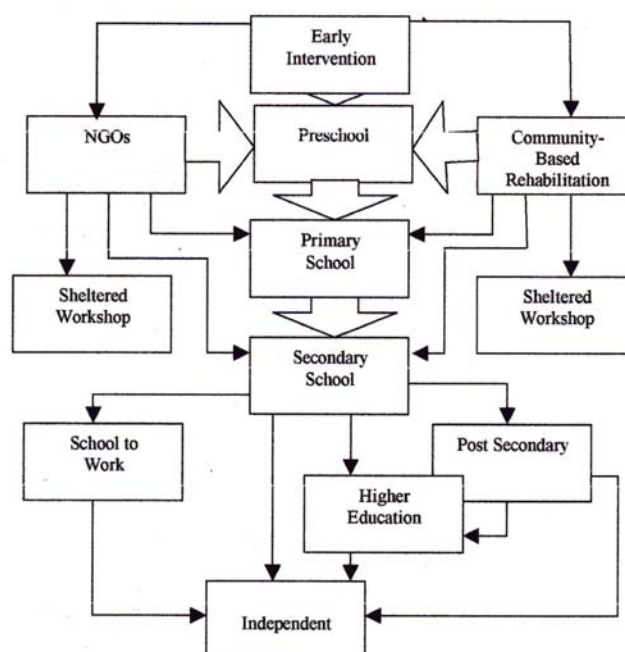 Early
Intervention
NGOs
Preschool
Community-
Based
Rehabilitation
Primary
School
Sheltered
Workshop
Sheltered
Workshop
Secondary
School
School to
Work
Post Secondary
Higher
Education
Independent